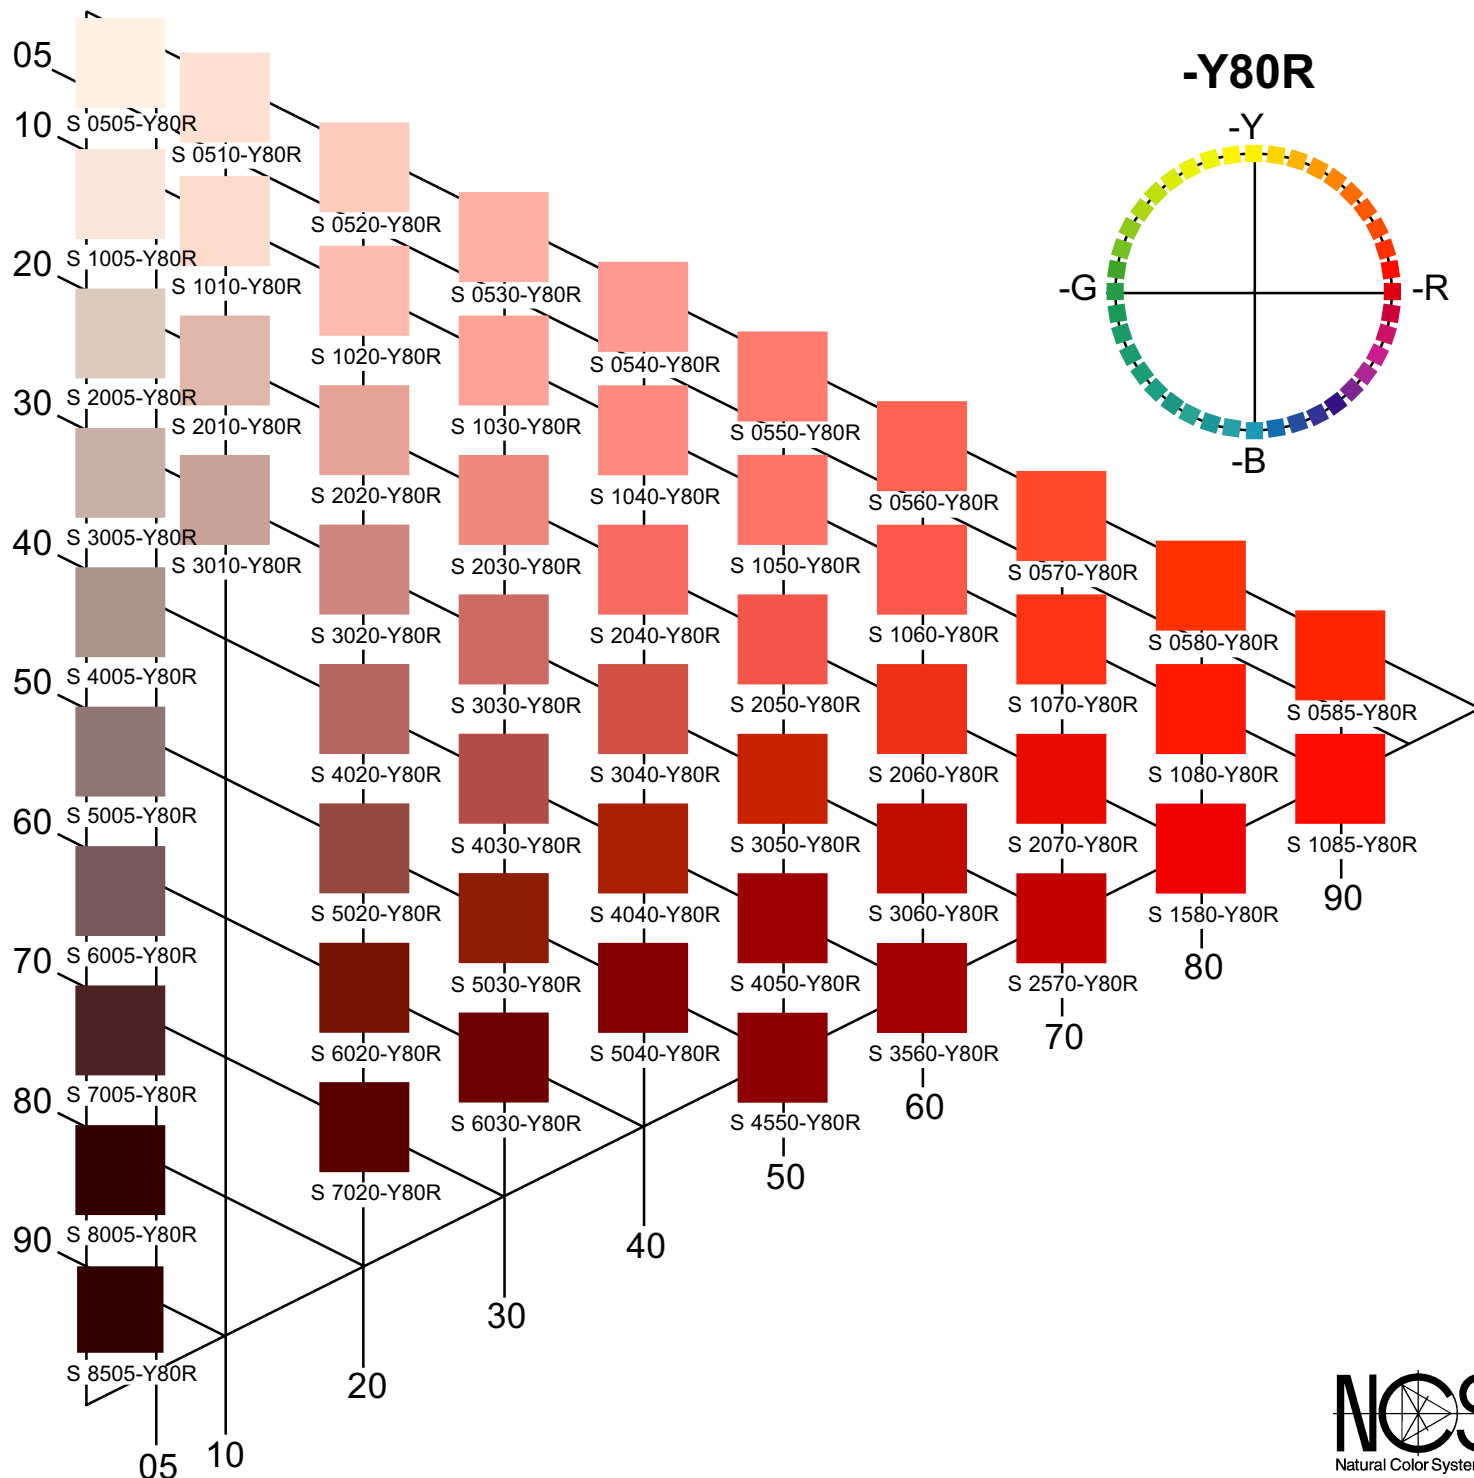 -Y80R
-Y
-G
-R
-B
05
10
20
30
40
50
60
70
80
90
S 0505-Y80R
S 1005-Y80R
S 2005-Y80R
S 3005-Y80R
S 4005-Y80R
S 5005-Y80R
S 6005-Y80R
S 7005-Y80R
S 8005-Y80R
S 8505-Y80R
05
S 0510-Y80R
S 1010-Y80R
S 2010-Y80R
S 3010-Y80R
10
S 0520-Y80R
S 1020-Y80R
S 2020-Y80R
S 3020-Y80R
S 4020-Y80R
S 5020-Y80R
S 6020-Y80R
S 7020-Y80R
20
S 0530-Y80R
S 1030-Y80R
S 2030-Y80R
S 3030-Y80R
S 4030-Y80R
S 5030-Y80R
S 6030-Y80R
30
S 0540-Y80R
S 1040-Y80R
S 2040-Y80R
S 3040-Y80R
S 4040-Y80R
S 5040-Y80R
40
S 0550-Y80R
S 1050-Y80R
S 2050-Y80R
S 3050-Y80R
S 4050-Y80R
S 4550-Y80R
50
S 0560-Y80R
S 1060-Y80R
S 2060-Y80R
S 3060-Y80R
S 3560-Y80R
60
S 0570-Y80R
S 1070-Y80R
S 2070-Y80R
S 2570-Y80R
70
S 0580-Y80R
S 1080-Y80R
S 1580-Y80R
80
S 0585-Y80R
S 1085-Y80R
90
NCS
Natural Color System